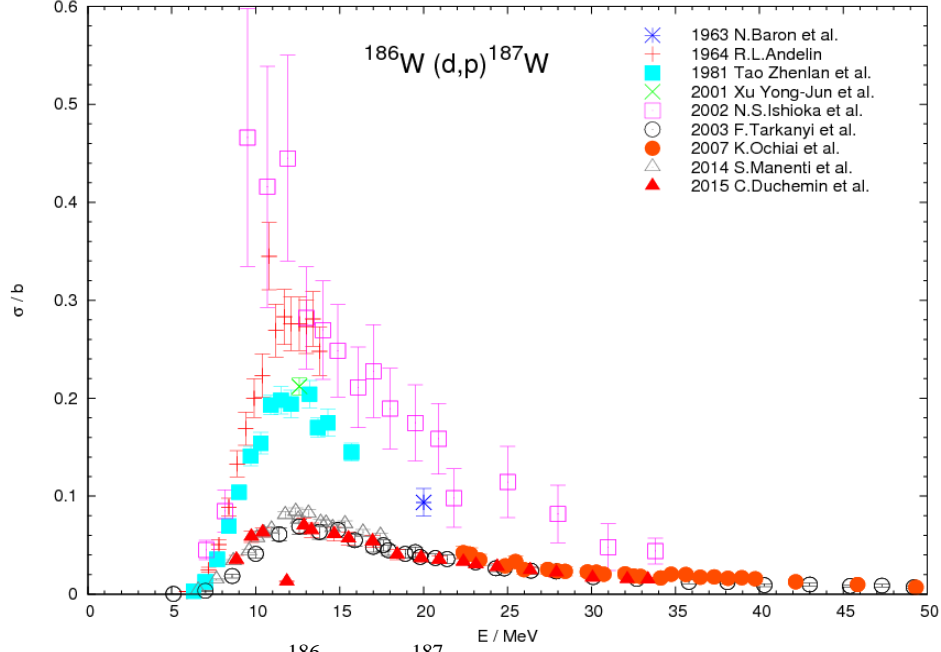 0.6
0.5
0.4
0.3
0.2
0.1
0
σ / b
¹⁸⁶W (d,p)¹⁸⁷W
1963 N.Baron et al.
1964 R.L.Andelin
1981 Tao Zhenlan et al.
2001 Xu Yong-Jun et al.
2002 N.S.Ishioka et al.
2003 F.Tarkanyi et al.
2007 K.Ochiai et al.
2014 S.Manenti et al.
2015 C.Duchemin et al.
0 5 10 15 20 25 30 35 40 45 50
E / MeV
186 187